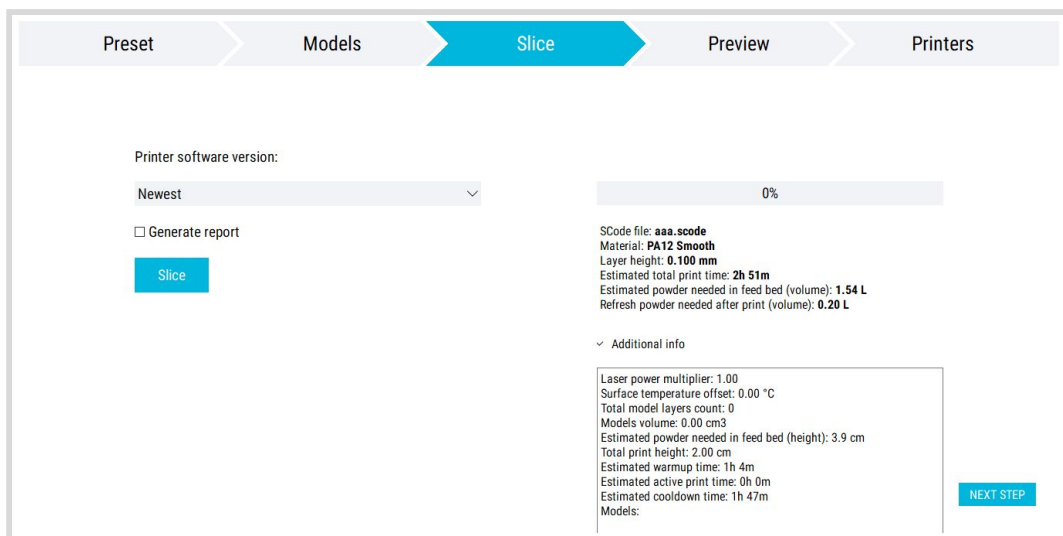 Preset
Models
Slice
Preview
Printers
Printer software version:
Newest
Generate report
Slice
0%
SCode file: aaa.scode
Material: PA12 Smooth
Layer height: 0.100 mm
Estimated total print time: 2h 51m
Estimated powder needed in feed bed (volume): 1.54 L
Refresh powder needed after print (volume): 0.20 L
Additional info
Laser power multiplier: 1.00
Surface temperature offset: 0.00 °C
Total model layers count: 0
Models volume: 0.00 cm3
Estimated powder needed in feed bed (height): 3.9 cm
Total print height: 2.00 cm
Estimated warmup time: 1h 4m
Estimated active print time: 0h 0m
Estimated cooldown time: 1h 47m
Models:
NEXT STEP